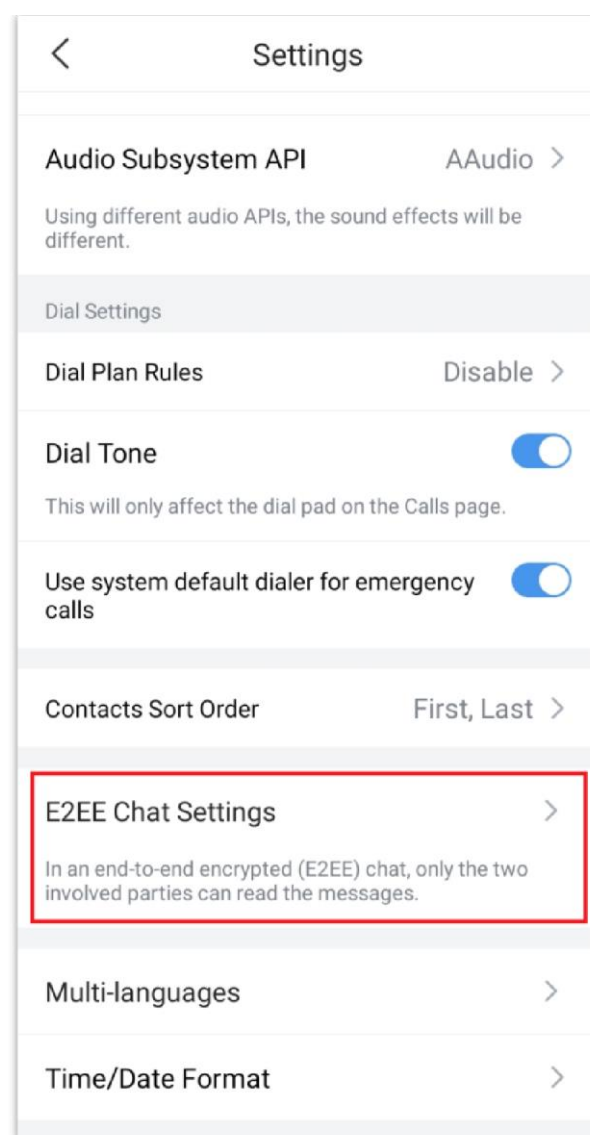 Settings
Audio Subsystem API
AAudio
Using different audio APIs, the sound effects will be
different.
Dial Settings
Dial Plan Rules
Disable
Dial Tone
This will only affect the dial pad on the Calls page.
Use system default dialer for emergency
calls
Contacts Sort Order
First, Last
E2EE Chat Settings
In an end-to-end encrypted (E2EE) chat, only the two
involved parties can read the messages.
Multi-languages
Time/Date Format